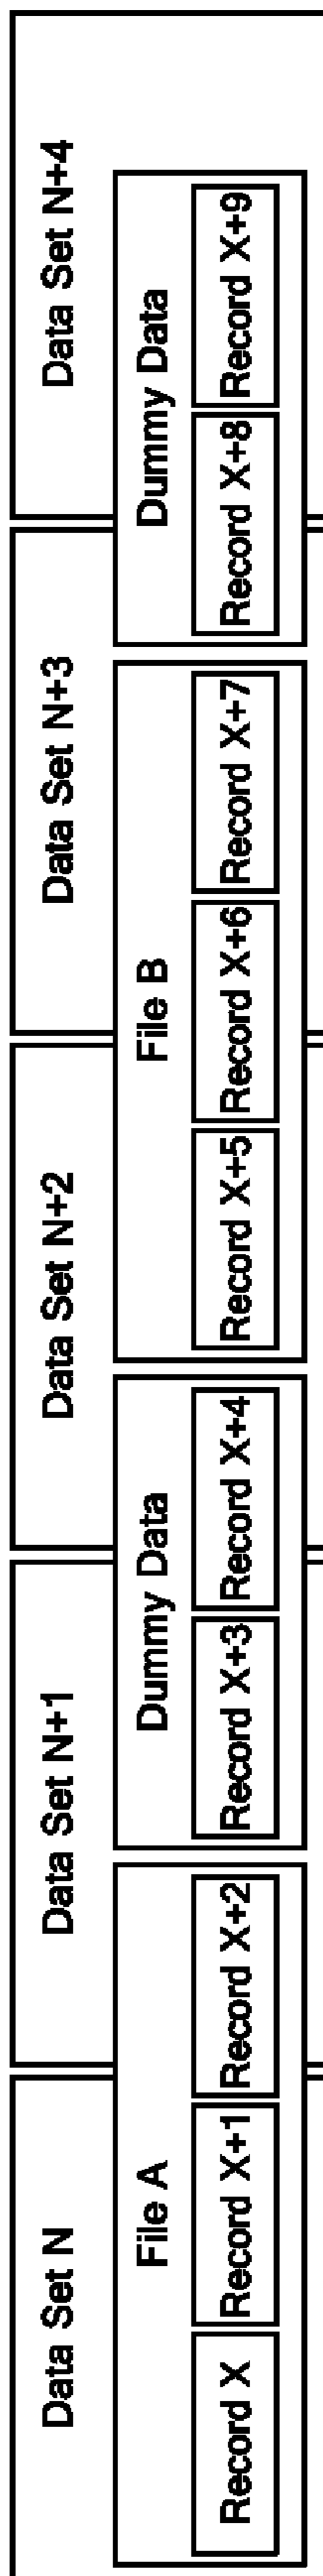 Data Set N
Data Set N+1
Data Set N+2
Data Set N+3
Data Set N+4
File A
Dummy Data
File B
Dummy Data
Record X
Record X+1
Record X+2
Record X+3
Record X+4
Record X+5
Record X+6
Record X+7
Record X+8
Record X+9